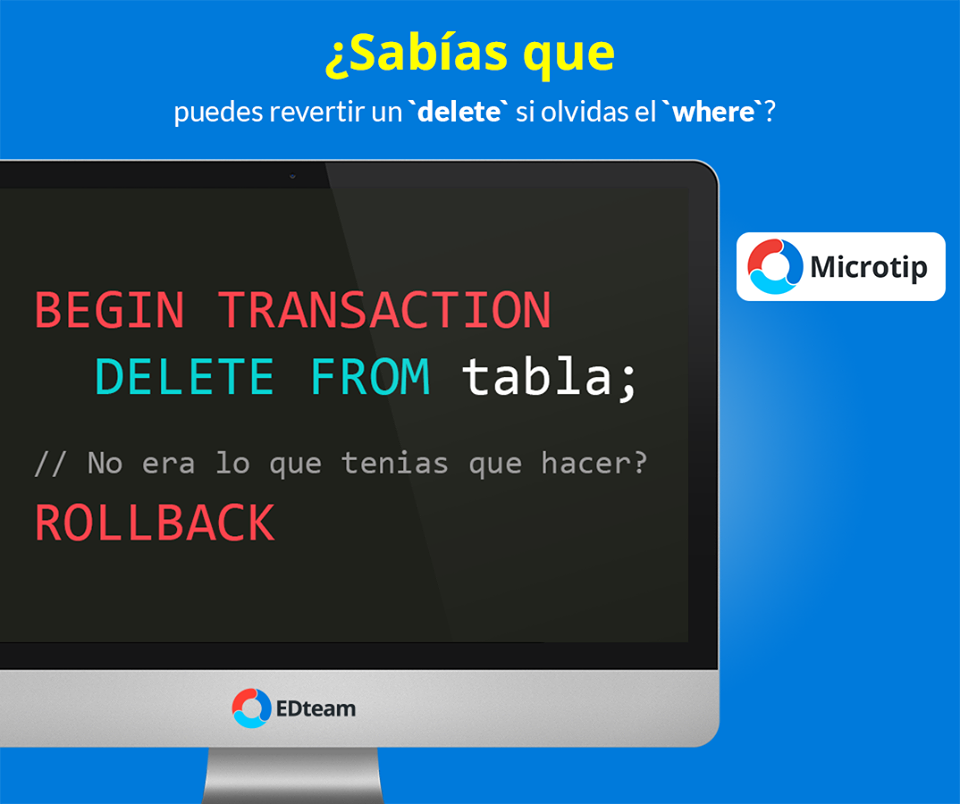 ¿Sabías que
puedes revertir un `delete` si olvidas el `where`?
Microtip
BEGIN TRANSACTION
DELETE FROM tabla;
// No era lo que tenias que hacer?
ROLLBACK
EDteam